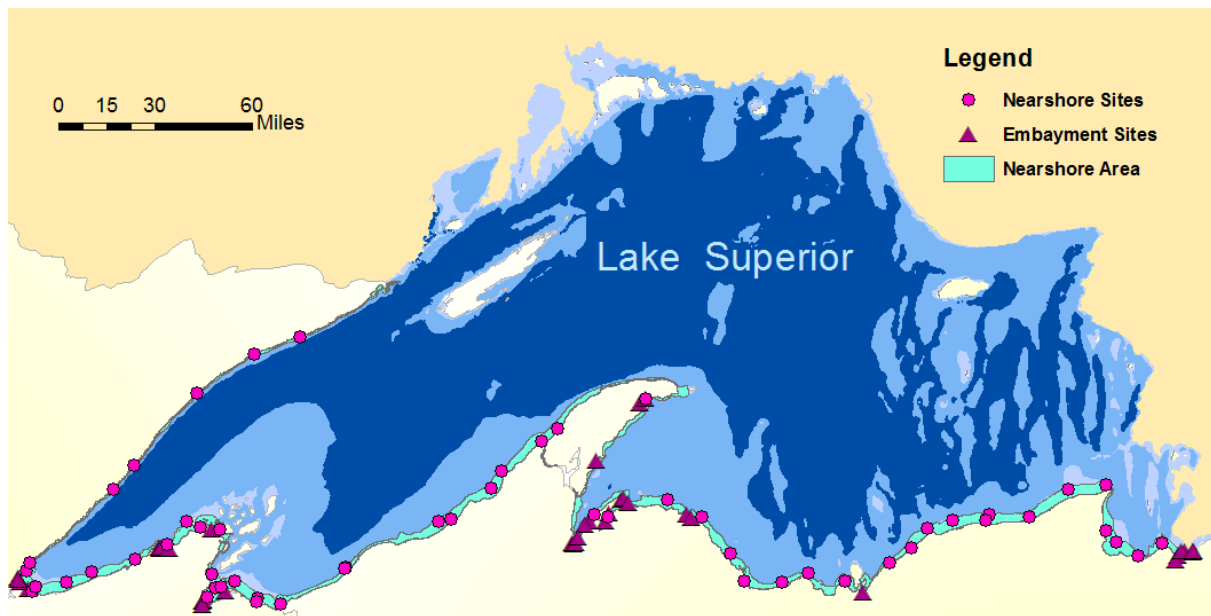 Legend
0 15 30 60
Miles
Nearshore Sites
Embayment Sites
Nearshore Area
Lake Superior